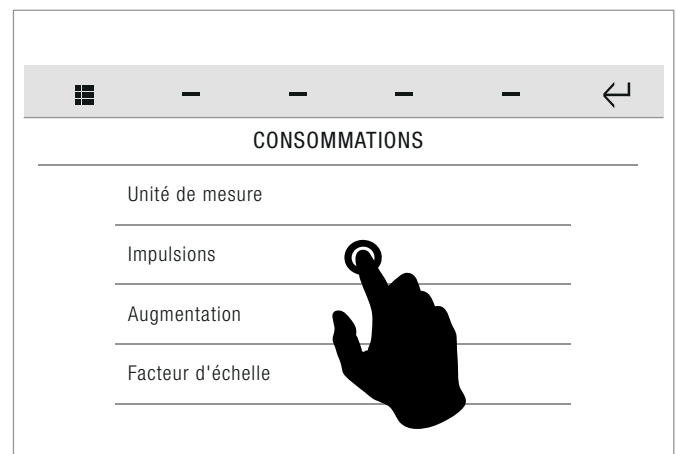 CONSOMMATIONS
Unité de mesure
Impulsions
Augmentation
Facteur d'échelle